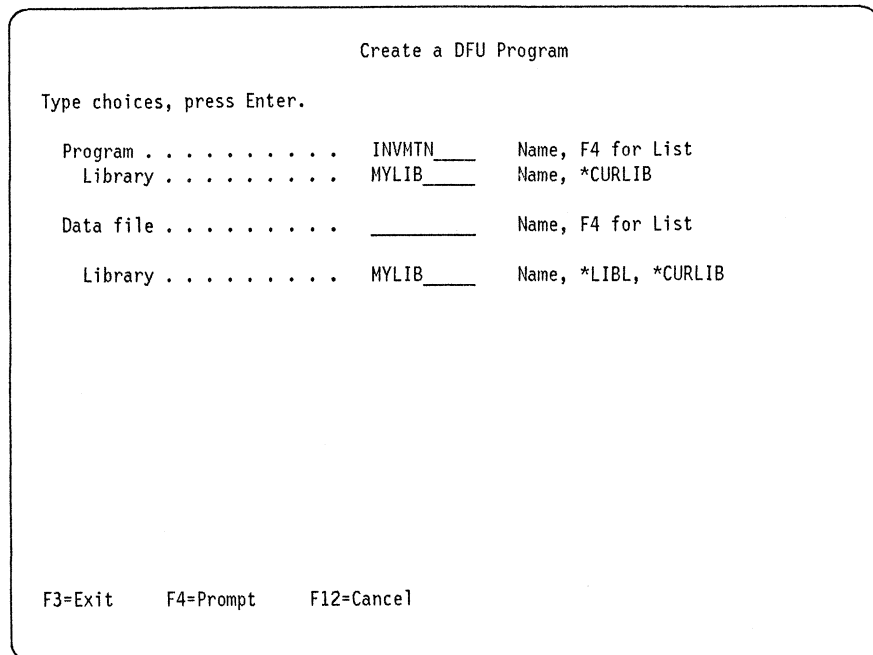 Create a DFU Program
Type choices, press Enter.
Program . . . . . . . . . . INVMTN____ Name, F4 for List
Library . . . . . . . . . MYLIB_____ Name, *CURLIB
Data file . . . . . . . . . __________ Name, F4 for List
Library . . . . . . . . . MYLIB_____ Name, *LIBL, *CURLIB
F3=Exit F4=Prompt F12=Cancel